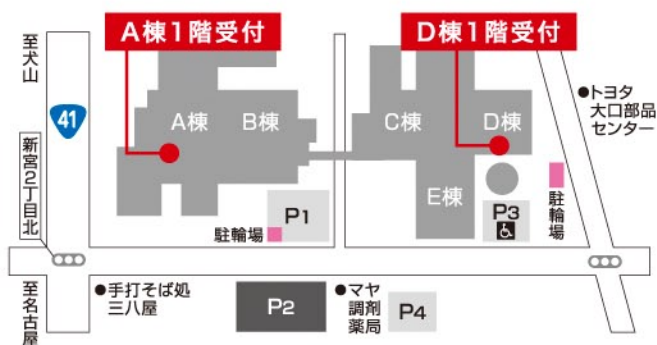 A棟1階受付
D棟1階受付
至犬山
41
新宮2丁目北
至名古屋
A棟
B棟
C棟
D棟
E棟
●トヨタ
大口部品
センター
P1
駐輪場
P3
駐輪場
●手打そば処
三八屋
P2
●マヤ
調剤
薬局
P4